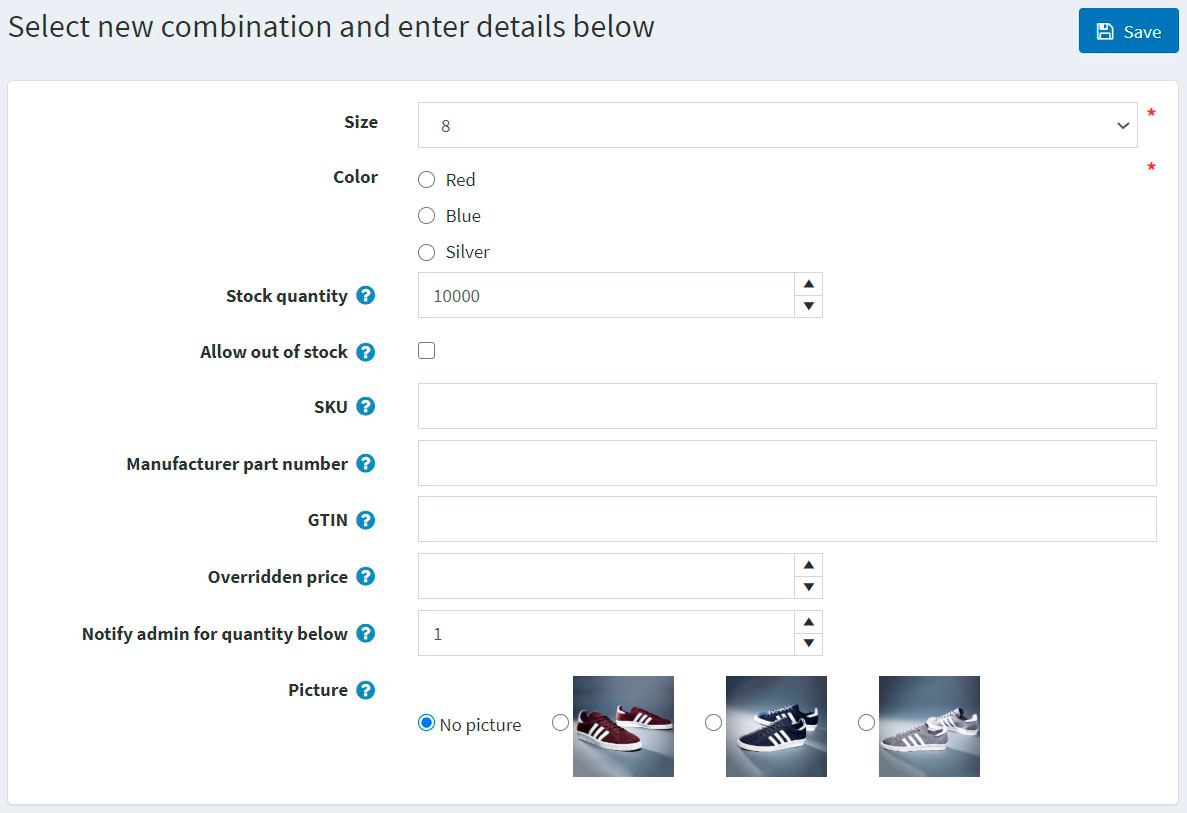 Select new combination and enter details below
Save
Size
8
*
Color
*
Red
Blue
Silver
Stock quantity ?
10000
Allow out of stock ?
SKU ?
Manufacturer part number ?
GTIN ?
Overridden price ?
Notify admin for quantity below ?
1
Picture ?
No picture